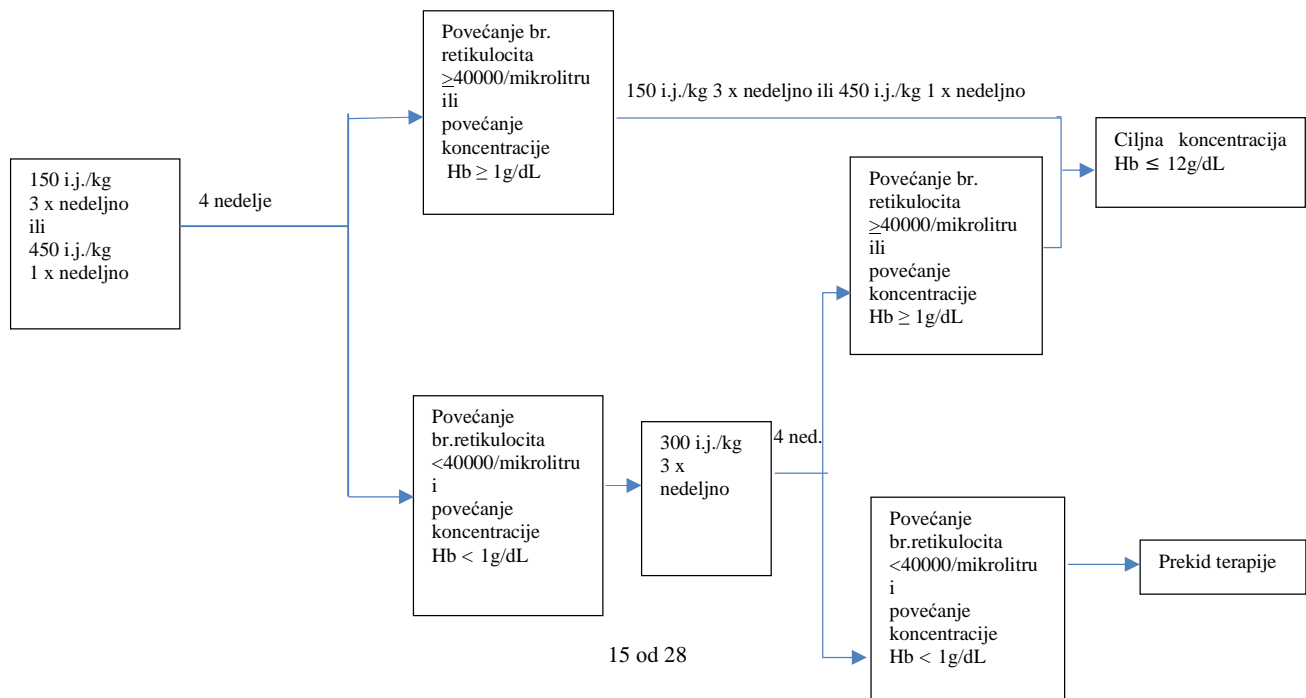 150 i.j./kg
3 x nedeljno
ili
450 i.j./kg
1 x nedeljno
4 nedelje
Povećanje br.
retikulocita
≥40000/mikrolitru
ili
povećanje
koncentracije
Hb ≥ 1g/dL
150 i.j./kg 3 x nedeljno ili 450 i.j./kg 1 x nedeljno
Povećanje
br.retikulocita
<40000/mikrolitru
i
povećanje
koncentracije
Hb < 1g/dL
300 i.j./kg
3 x
nedeljno
4 ned.
Povećanje br.
retikulocita
≥40000/mikrolitru
ili
povećanje
koncentracije
Hb ≥ 1g/dL
Ciljna koncentracija
Hb ≤ 12g/dL
Povećanje
br.retikulocita
<40000/mikrolitru
i
povećanje
koncentracije
Hb < 1g/dL
Prekid terapije
15 od 28